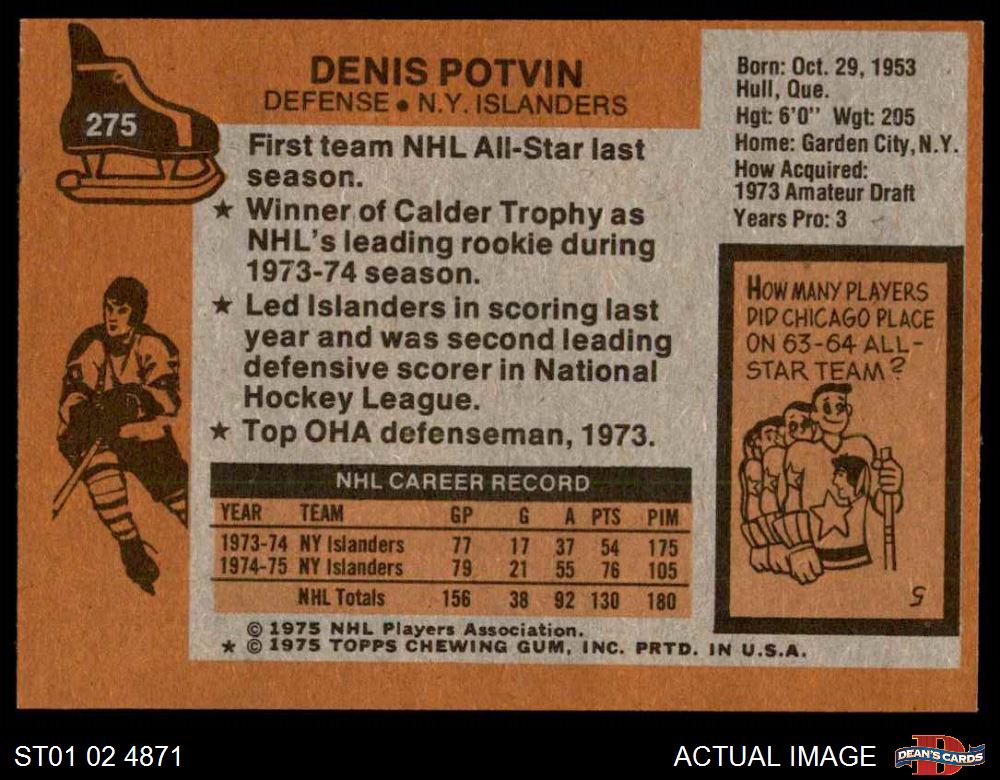 275
DENIS POTVIN
DEFENSE • N.Y. ISLANDERS
First team NHL All-Star last
season.
★ Winner of Calder Trophy as
NHL's leading rookie during
1973-74 season.
★ Led Islanders in scoring last
year and was second leading
defensive scorer in National
Hockey League.
★ Top OHA defenseman, 1973.
Born: Oct. 29, 1953
Hull, Que.
Hgt: 6'0" Wgt: 205
Home: Garden City, N.Y.
How Acquired:
1973 Amateur Draft
Years Pro: 3
HOW MANY PLAYERS
DID CHICAGO PLACE
ON 63-64 ALL-
STAR TEAM?
5
NHL CAREER RECORD
YEAR TEAM GP G A PTS PIM
1973-74 NY Islanders 77 17 37 54 175
1974-75 NY Islanders 79 21 55 76 105
NHL Totals 156 38 92 130 180
© 1975 NHL Players Association.
★ © 1975 TOPPS CHEWING GUM, INC. PRTD. IN U.S.A.
ST01 02 4871
ACTUAL IMAGE
D
DEAN'S CARDS